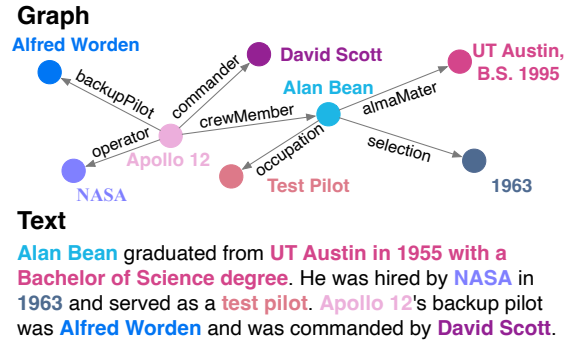 Graph
Alfred Worden
David Scott
UT Austin,
B.S. 1995
backupPilot
commander
Alan Bean
almaMater
crewMember
operator
Apollo 12
occupation
selection
NASA
Test Pilot
1963
Text
Alan Bean graduated from UT Austin in 1955 with a
Bachelor of Science degree. He was hired by NASA in
1963 and served as a test pilot. Apollo 12's backup pilot
was Alfred Worden and was commanded by David Scott.